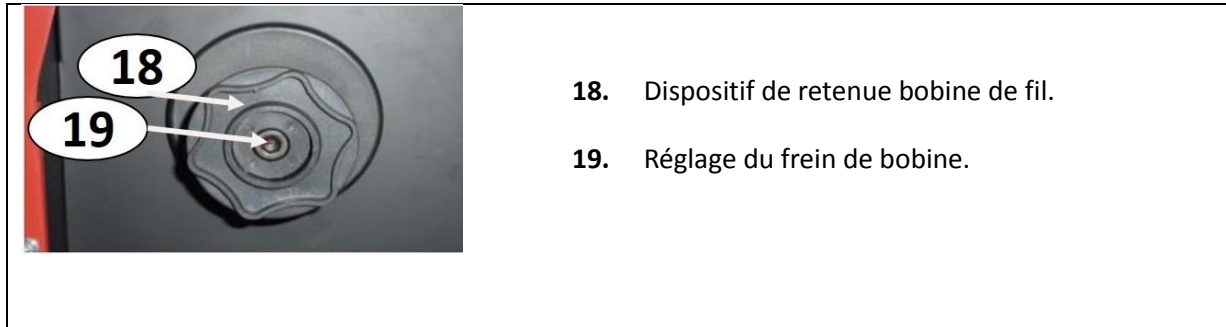 18
19
18. Dispositif de retenue bobine de fil.
19. Réglage du frein de bobine.